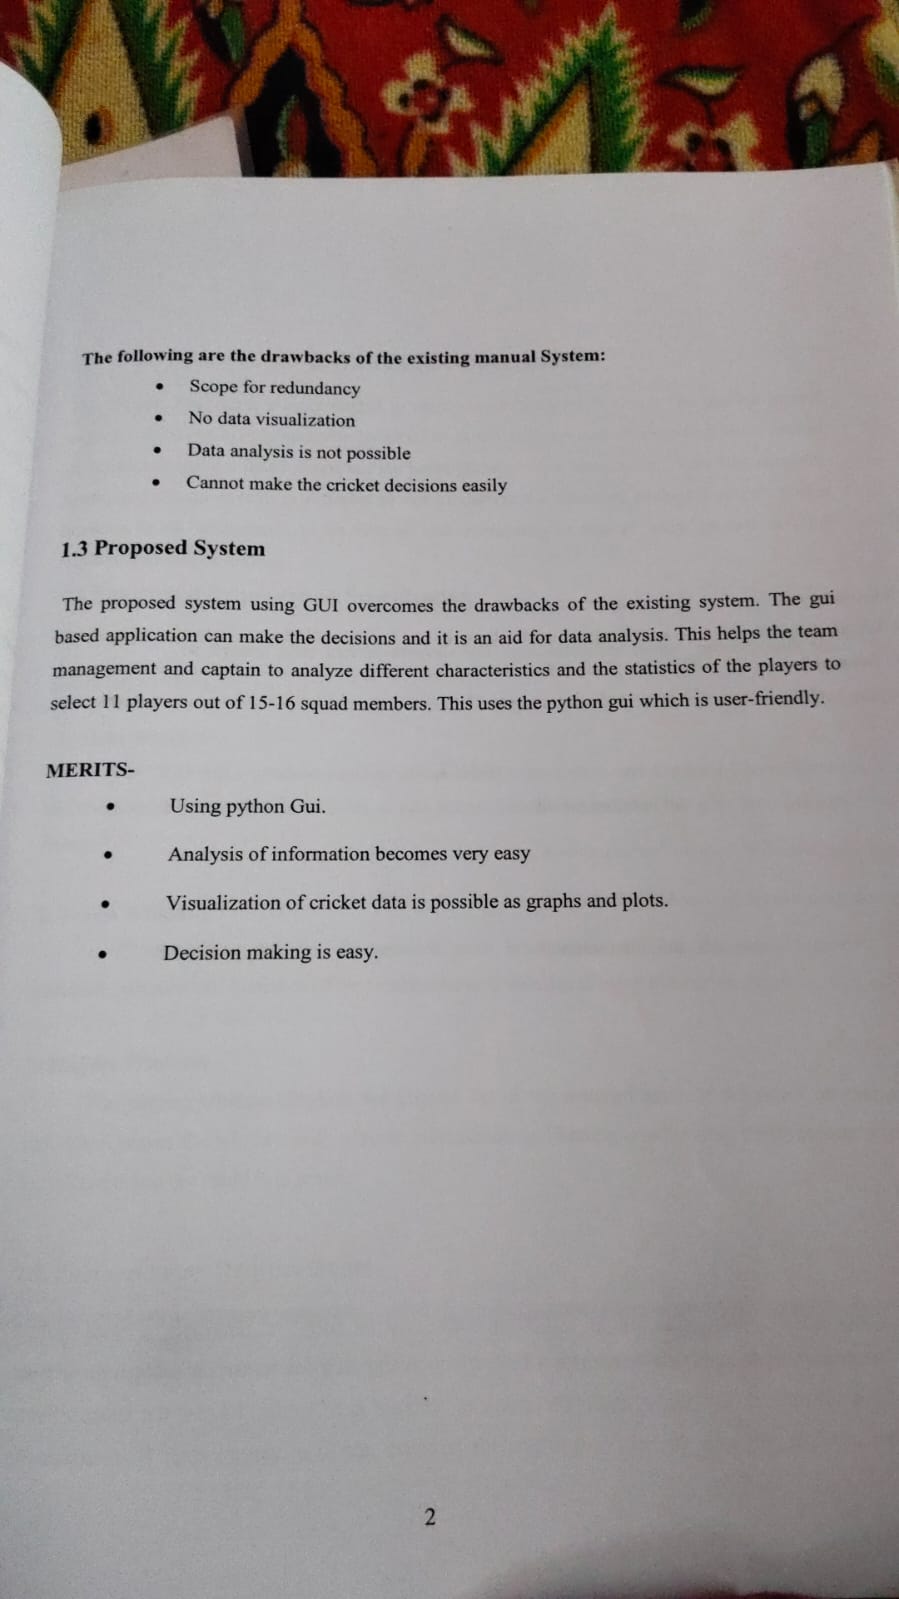 The following are the drawbacks of the existing manual System:
• Scope for redundancy
• No data visualization
• Data analysis is not possible
• Cannot make the cricket decisions easily
1.3 Proposed System
The proposed system using GUI overcomes the drawbacks of the existing system. The gui
based application can make the decisions and it is an aid for data analysis. This helps the team
management and captain to analyze different characteristics and the statistics of the players to
select 11 players out of 15-16 squad members. This uses the python gui which is user-friendly.
MERITS-
• Using python Gui.
• Analysis of information becomes very easy
• Visualization of cricket data is possible as graphs and plots.
• Decision making is easy.
2